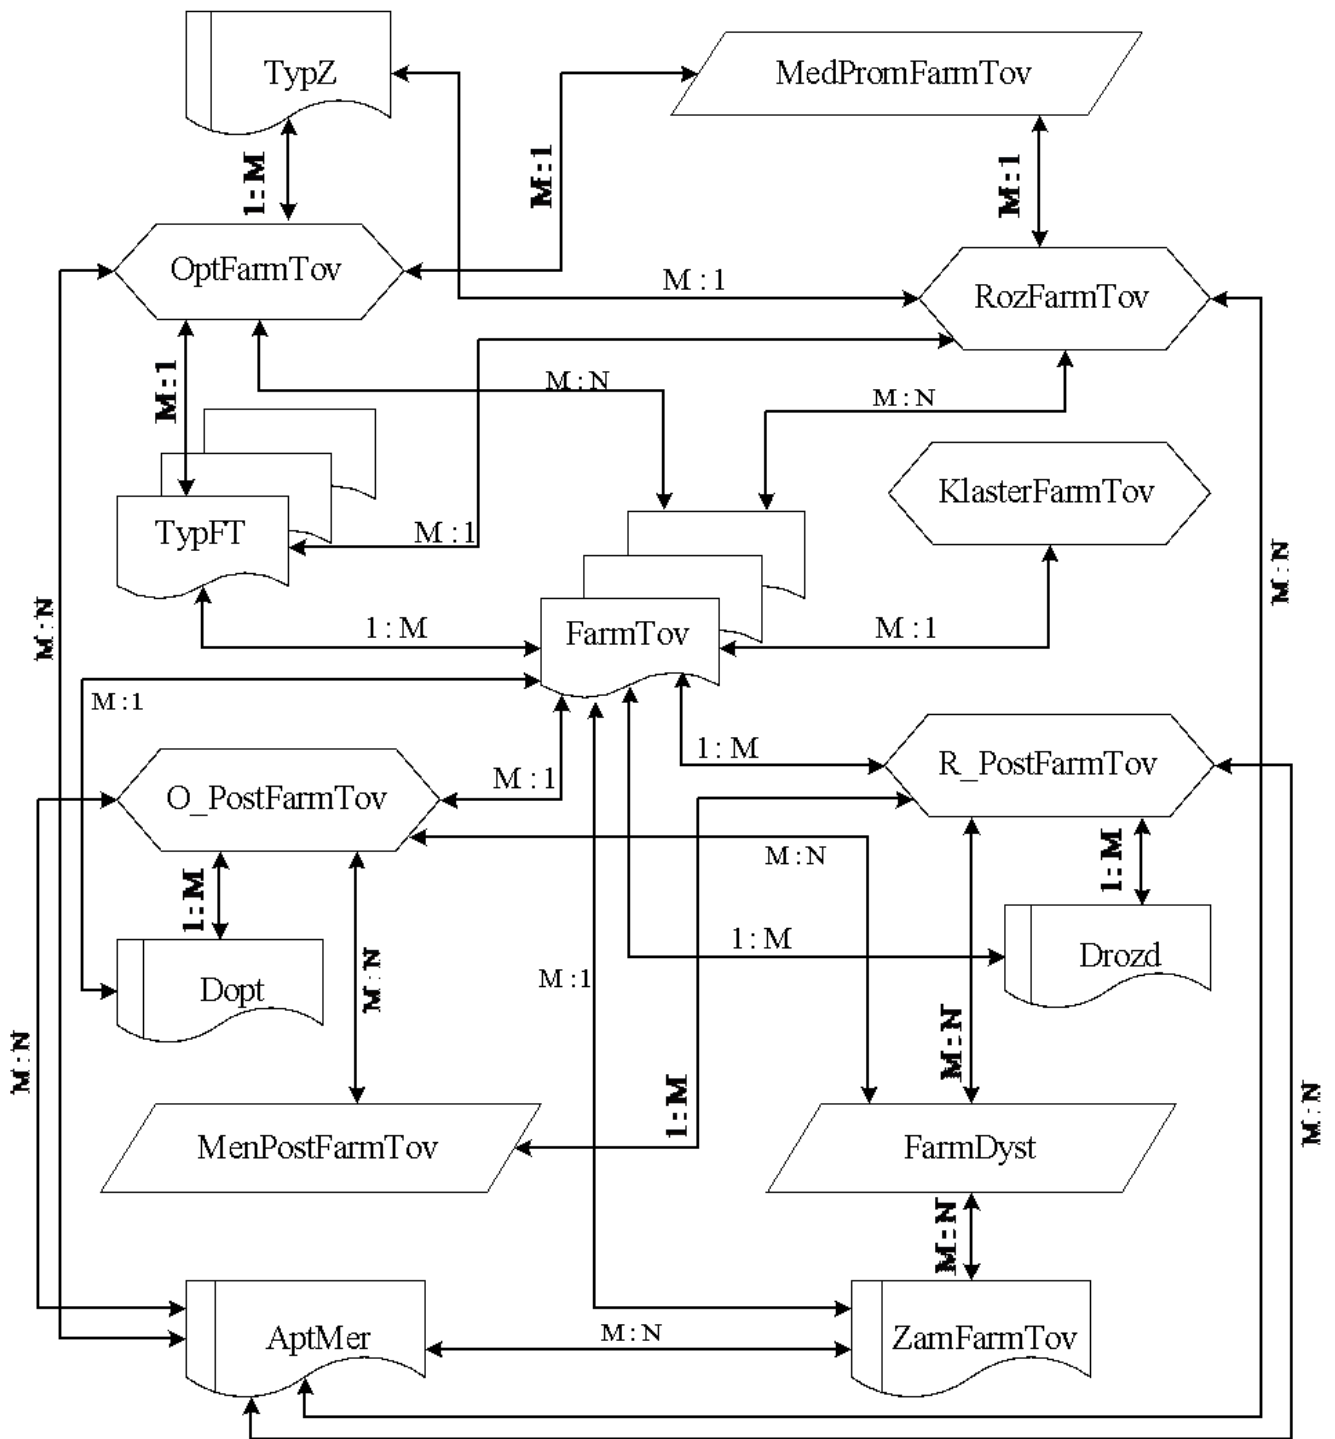 TypZ
MedPromFarmTov
1:M
M:1
M:1
OptFarmTov
M:1
RozFarmTov
M:1
M:N
M:N
KlasterFarmTov
TypFT
M:1
M:N
M:N
1:M
FarmTov
M:1
M:1
1:M
R_PostFarmTov
O_PostFarmTov
M:1
M:N
1:M
1:M
1:M
Drozd
Dopt
M:N
M:1
M:N
M:N
1:M
M:N
MenPostFarmTov
FarmDyst
M:N
AptMer
M:N
ZamFarmTov